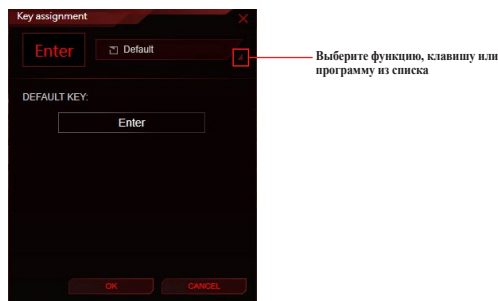 Key assignment
Enter
Default
Выберите функцию, клавишу или
программу из списка
DEFAULT KEY:
Enter
OK
CANCEL